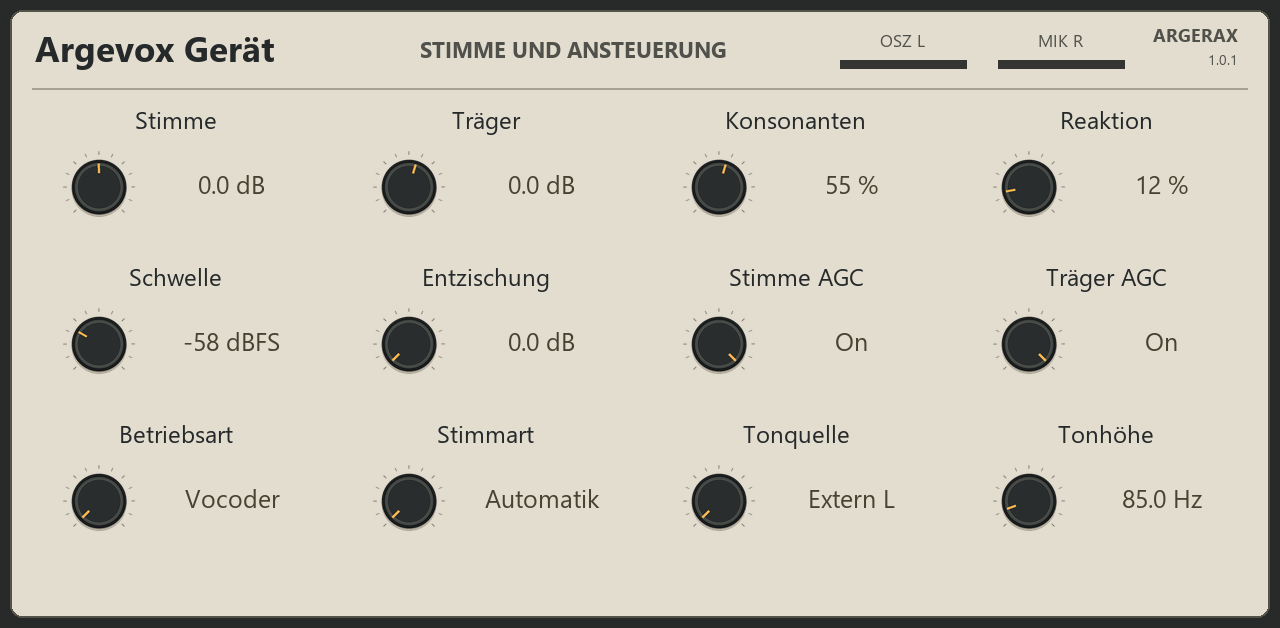 Argevox Gerät
STIMME UND ANSTEUERUNG
OSZ L
MIK R
ARGERAX
1.0.1
Stimme
Träger
Konsonanten
Reaktion
0.0 dB
0.0 dB
55 %
12 %
Schwelle
Entzischung
Stimme AGC
Träger AGC
-58 dBFS
0.0 dB
On
On
Betriebsart
Stimmart
Tonquelle
Tonhöhe
Vocoder
Automatik
Extern L
85.0 Hz